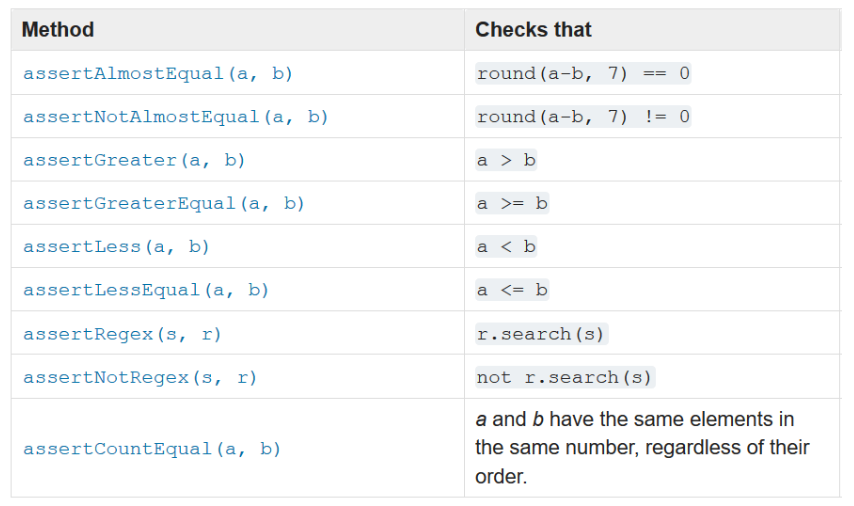 Method Checks that
assertAlmostEqual(a, b) round(a-b, 7) == 0
assertNotAlmostEqual(a, b) round(a-b, 7) != 0
assertGreater(a, b) a > b
assertGreaterEqual(a, b) a >= b
assertLess(a, b) a < b
assertLessEqual(a, b) a <= b
assertRegex(s, r) r.search(s)
assertNotRegex(s, r) not r.search(s)
assertCountEqual(a, b)
a and b have the same elements in
the same number, regardless of their
order.